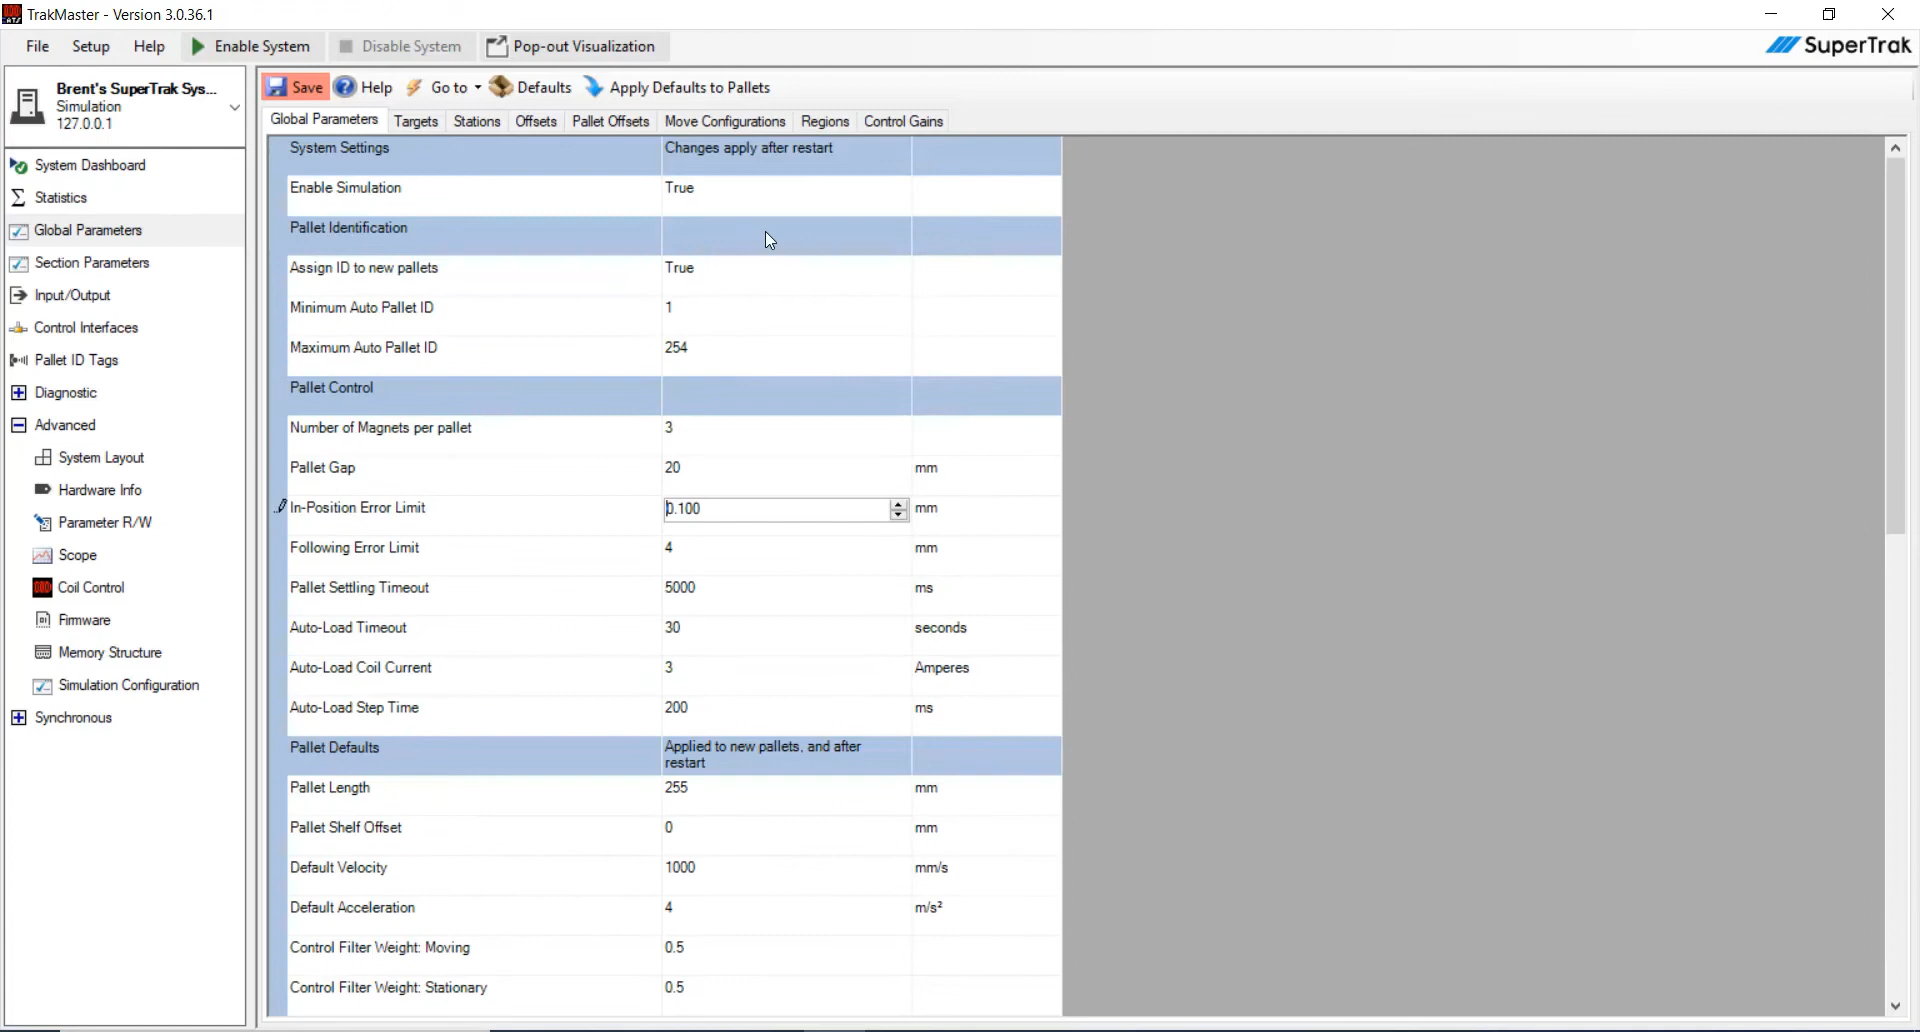 TrakMaster - Version 3.0.36.1
File Setup Help Enable System Disable System Pop-out Visualization
SuperTrak
Brent's SuperTrak Sys...
Simulation
127.0.0.1
System Dashboard
Statistics
Global Parameters
Section Parameters
Input/Output
Control Interfaces
Pallet ID Tags
Diagnostic
Advanced
System Layout
Hardware Info
Parameter R/W
Scope
Coil Control
Firmware
Memory Structure
Simulation Configuration
Synchronous
Save Help Go to Defaults Apply Defaults to Pallets
Global Parameters Targets Stations Offsets Pallet Offsets Move Configurations Regions Control Gains
System Settings Changes apply after restart
Enable Simulation True
Pallet Identification
Assign ID to new pallets True
Minimum Auto Pallet ID 1
Maximum Auto Pallet ID 254
Pallet Control
Number of Magnets per pallet 3
Pallet Gap 20 mm
In-Position Error Limit 0.100 mm
Following Error Limit 4 mm
Pallet Settling Timeout 5000 ms
Auto-Load Timeout 30 seconds
Auto-Load Coil Current 3 Amperes
Auto-Load Step Time 200 ms
Pallet Defaults Applied to new pallets, and after
restart
Pallet Length 255 mm
Pallet Shelf Offset 0 mm
Default Velocity 1000 mm/s
Default Acceleration 4 m/s²
Control Filter Weight: Moving 0.5
Control Filter Weight: Stationary 0.5